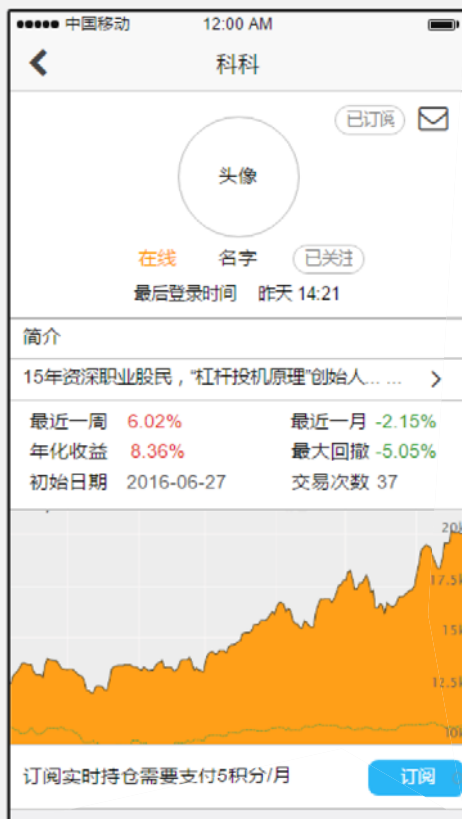 中国移动 12:00 AM
科科
已订阅
头像
在线 名字 已关注
最后登录时间 昨天 14:21
简介
15年资深职业股民，“杠杆投机原理”创始人... ...
最近一周 6.02% 最近一月 -2.15%
年化收益 8.36% 最大回撤 -5.05%
初始日期 2016-06-27 交易次数 37
20k
17.5k
15k
12.5k
10k
订阅实时持仓需要支付5积分/月 订阅